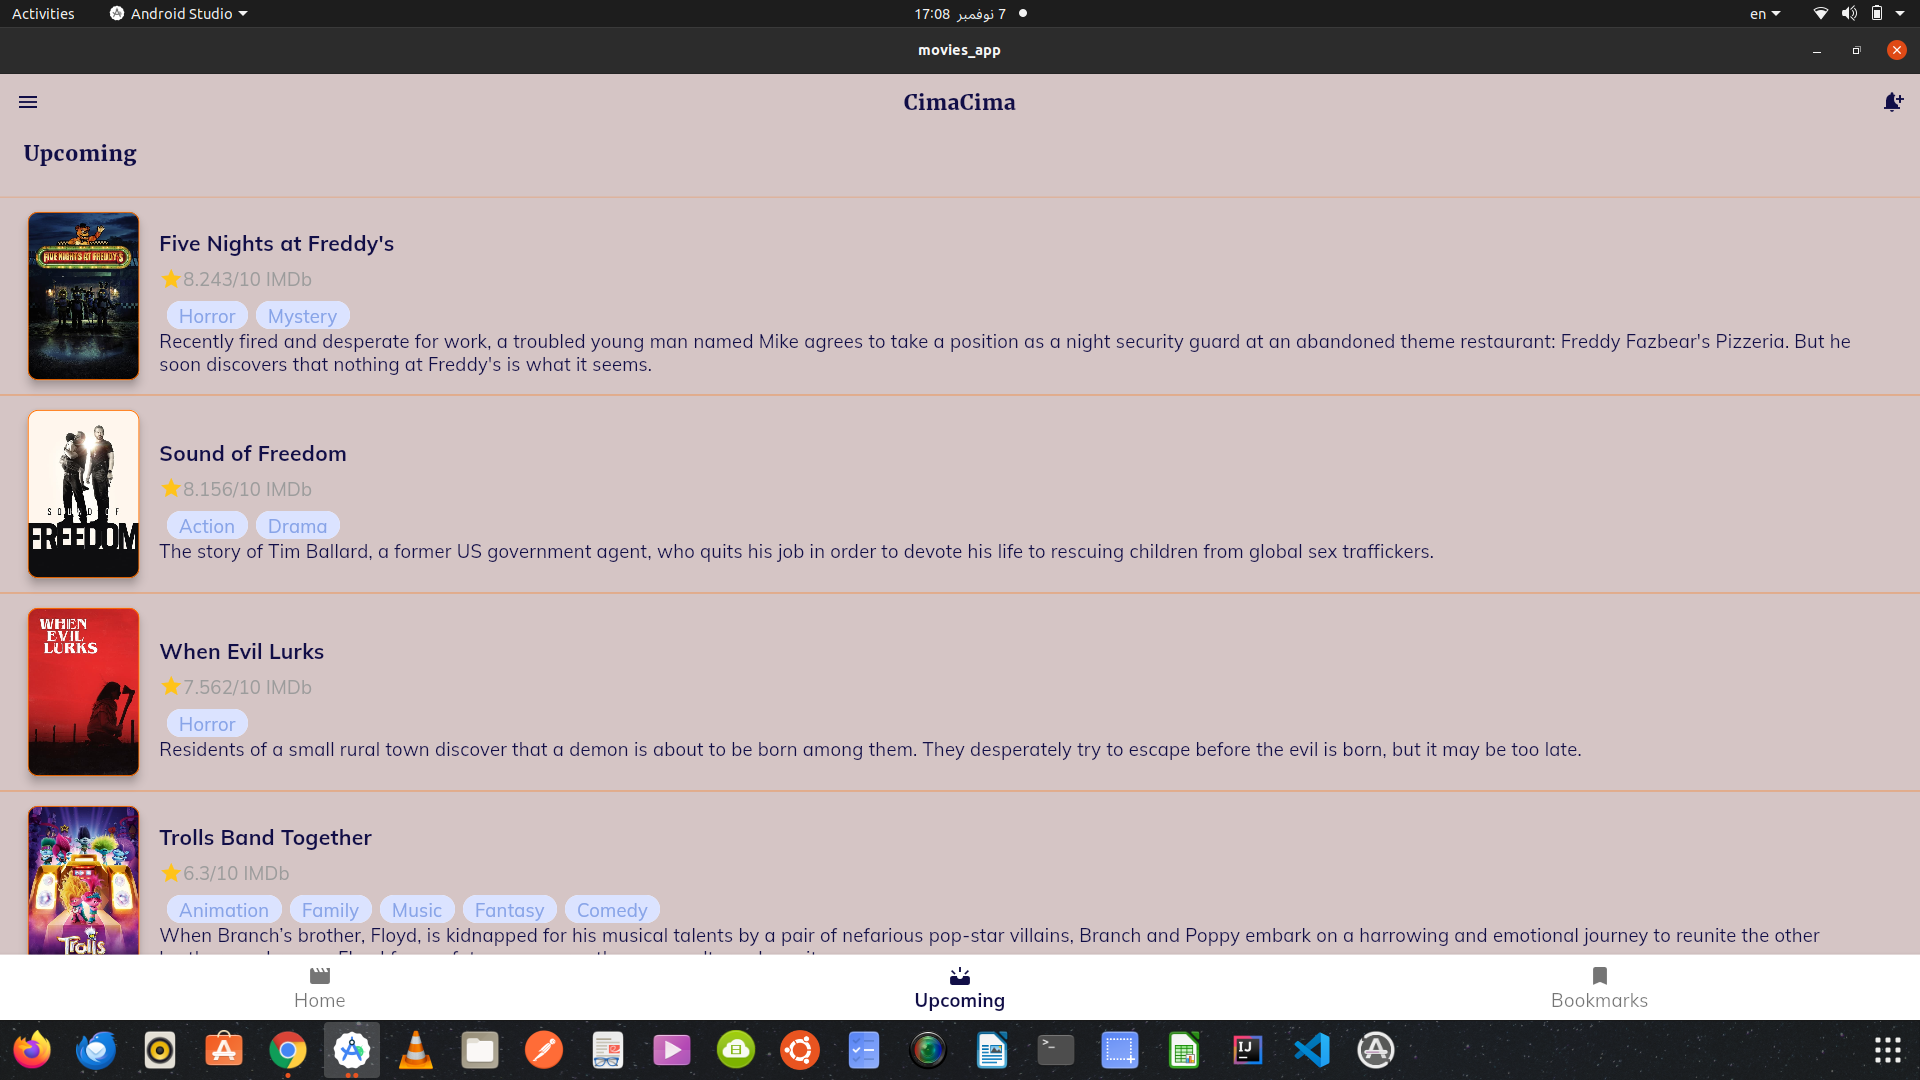 Activities
Android Studio
7 نوفمبر 17:08
en
movies_app
CimaCima
Upcoming
FIVE NIGHTS AT FREDDY'S
Five Nights at Freddy's
8.243/10 IMDb
Horror Mystery
Recently fired and desperate for work, a troubled young man named Mike agrees to take a position as a night security guard at an abandoned theme restaurant: Freddy Fazbear's Pizzeria. But he
soon discovers that nothing at Freddy's is what it seems.
SOUND OF
FREEDOM
Sound of Freedom
8.156/10 IMDb
Action Drama
The story of Tim Ballard, a former US government agent, who quits his job in order to devote his life to rescuing children from global sex traffickers.
WHEN
EVIL
LURKS
When Evil Lurks
7.562/10 IMDb
Horror
Residents of a small rural town discover that a demon is about to be born among them. They desperately try to escape before the evil is born, but it may be too late.
Trolls
Trolls Band Together
6.3/10 IMDb
Animation Family Music Fantasy Comedy
When Branch’s brother, Floyd, is kidnapped for his musical talents by a pair of nefarious pop-star villains, Branch and Poppy embark on a harrowing and emotional journey to reunite the other
Home
Upcoming
Bookmarks
IJ